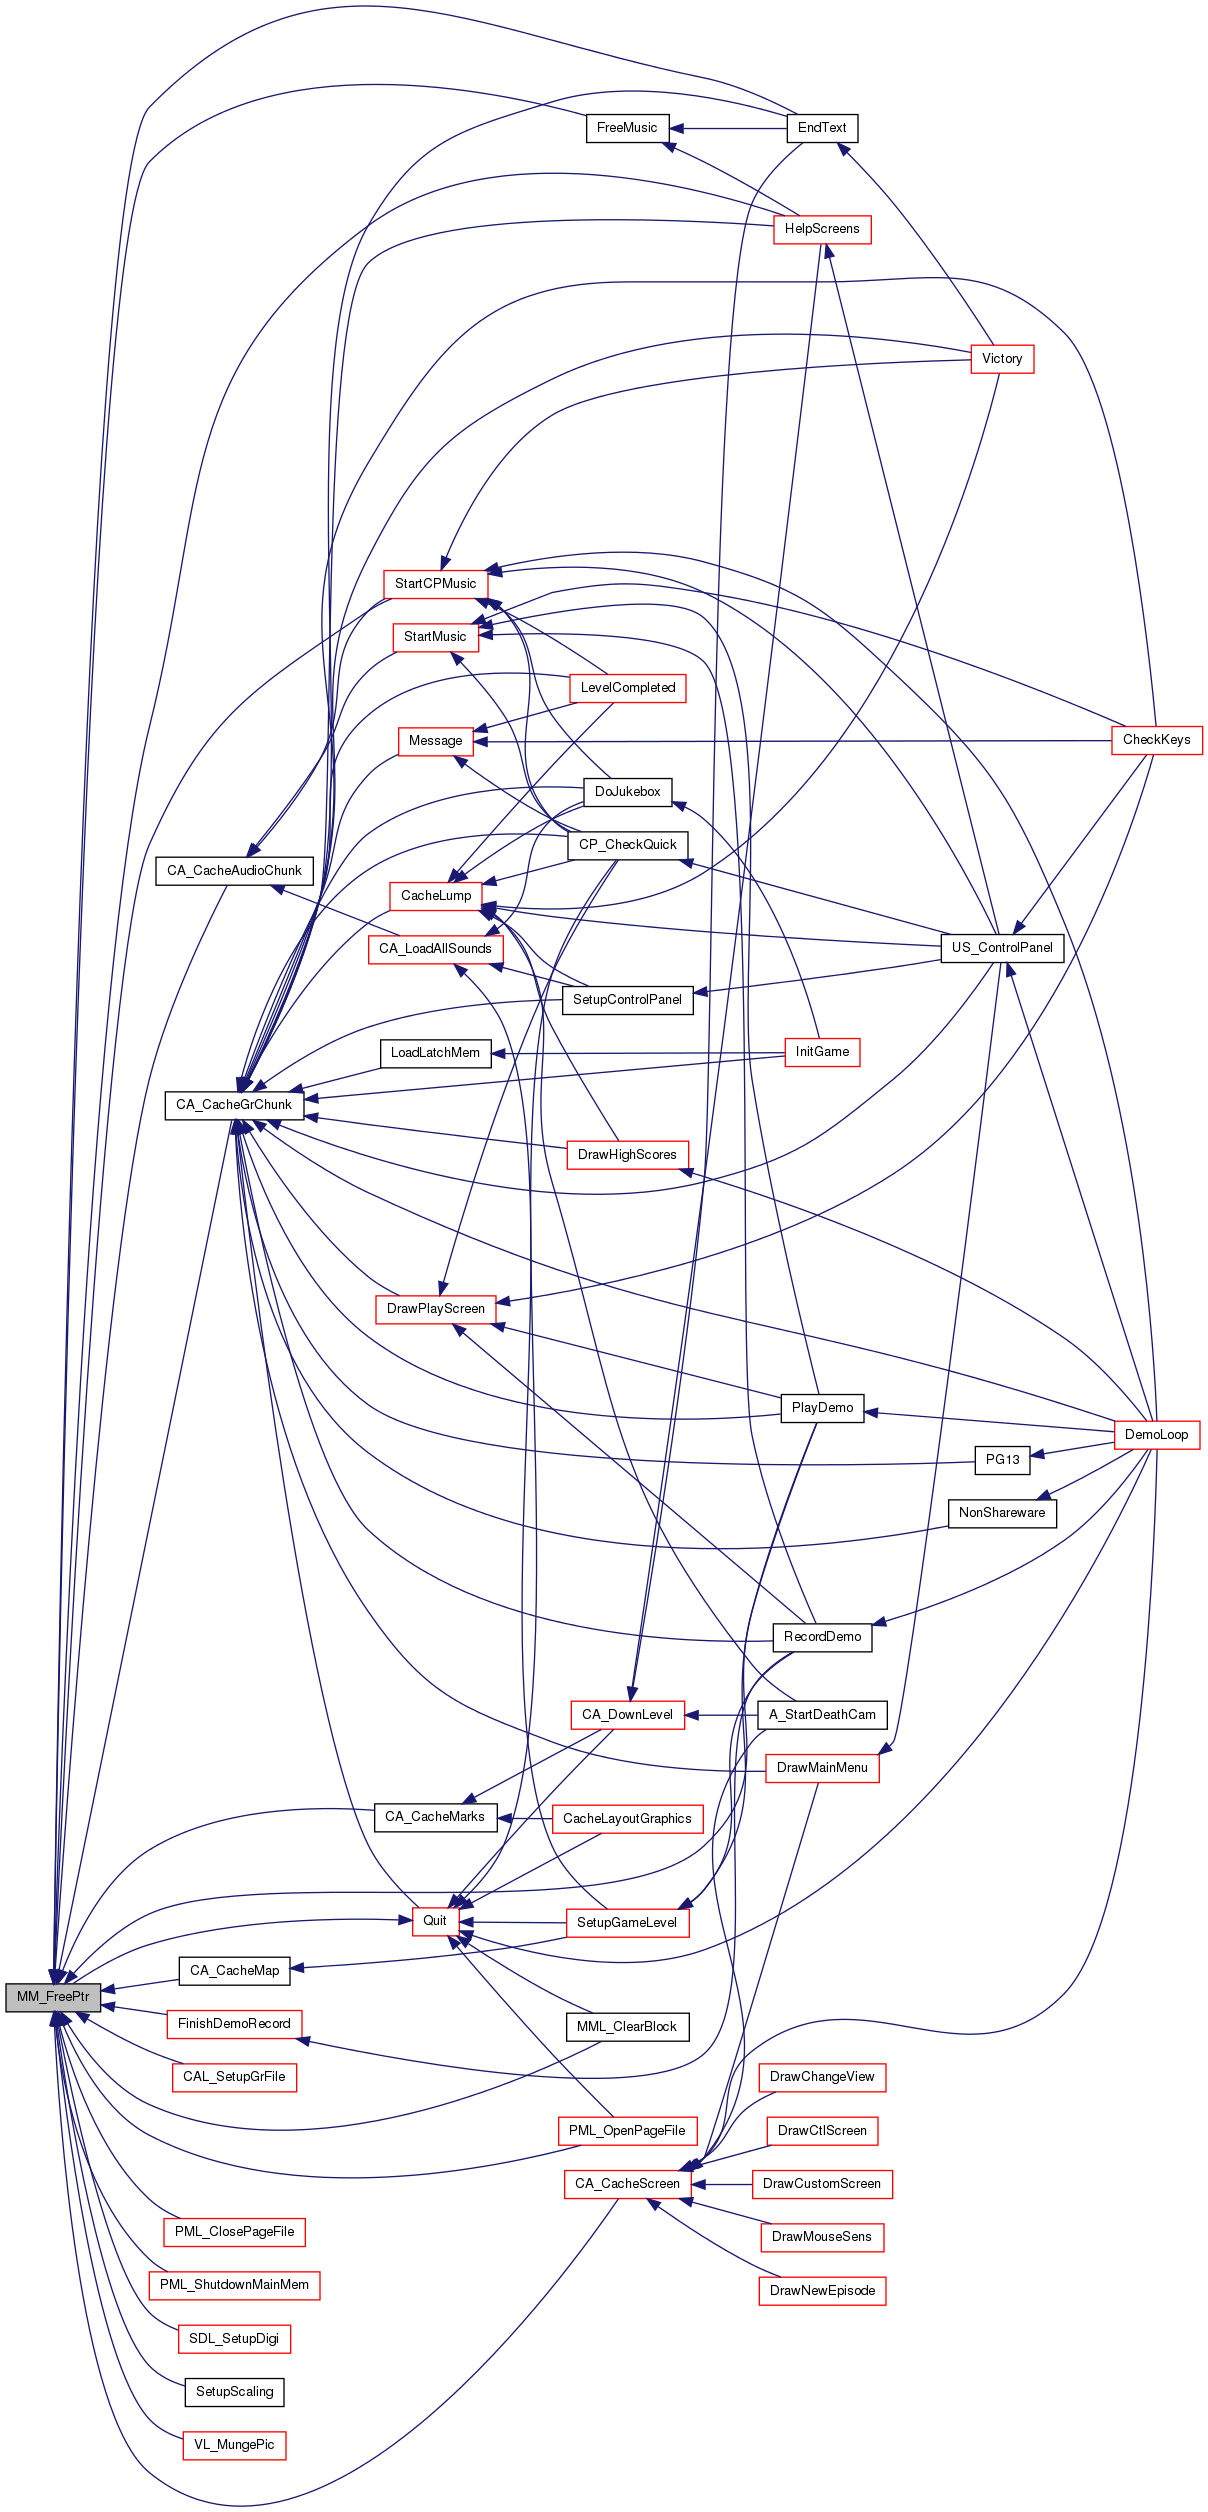 FreeMusic
EndText
HelpScreens
Victory
StartCPMusic
StartMusic
LevelCompleted
Message
CheckKeys
DoJukebox
CP_CheckQuick
CA_CacheAudioChunk
CacheLump
CA_LoadAllSounds
US_ControlPanel
SetupControlPanel
LoadLatchMem
InitGame
CA_CacheGrChunk
DrawHighScores
DrawPlayScreen
PlayDemo
DemoLoop
PG13
NonShareware
RecordDemo
CA_DownLevel
A_StartDeathCam
DrawMainMenu
CA_CacheMarks
CacheLayoutGraphics
Quit
SetupGameLevel
CA_CacheMap
MM_FreePtr
FinishDemoRecord
MML_ClearBlock
CAL_SetupGrFile
DrawChangeView
PML_OpenPageFile
DrawCtlScreen
CA_CacheScreen
DrawCustomScreen
PML_ClosePageFile
DrawMouseSens
PML_ShutdownMainMem
DrawNewEpisode
SDL_SetupDigi
SetupScaling
VL_MungePic